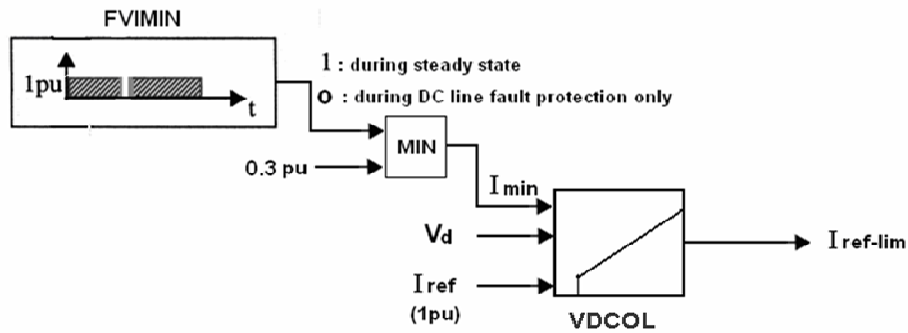 FVIMIN
1pu
t
1 : during steady state
0 : during DC line fault protection only
0.3 pu
MIN
Imin
Vd
Iref
(1pu)
VDCOL
Iref-lim